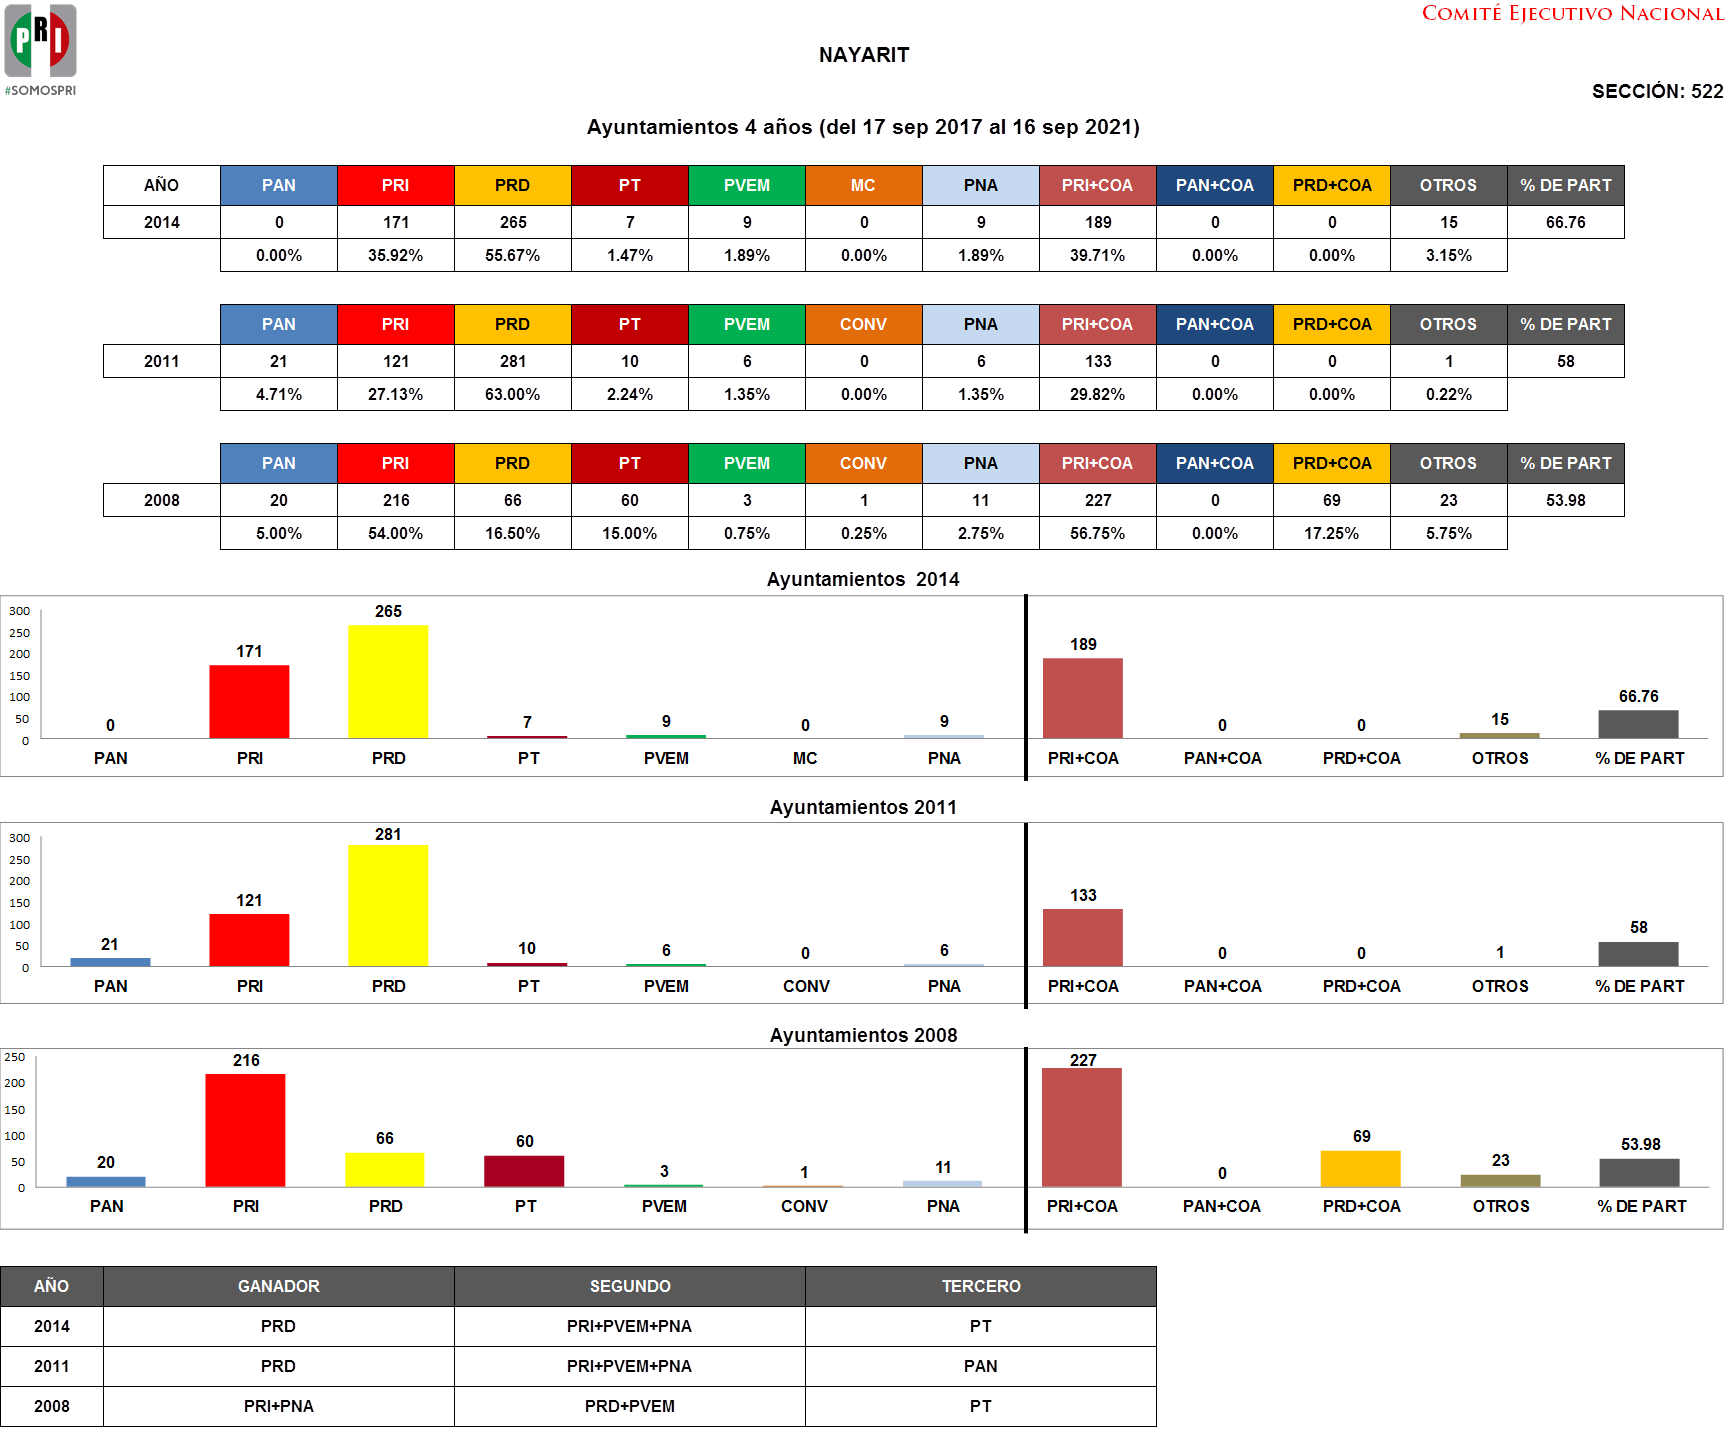 PRI
#SOMOSPRI
COMITÉ EJECUTIVO NACIONAL
NAYARIT
SECCIÓN: 522
Ayuntamientos 4 años (del 17 sep 2017 al 16 sep 2021)
AÑO PAN PRI PRD PT PVEM MC PNA PRI+COA PAN+COA PRD+COA OTROS % DE PART
2014 0 171 265 7 9 0 9 189 0 0 15 66.76
0.00% 35.92% 55.67% 1.47% 1.89% 0.00% 1.89% 39.71% 0.00% 0.00% 3.15%
PAN PRI PRD PT PVEM CONV PNA PRI+COA PAN+COA PRD+COA OTROS % DE PART
2011 21 121 281 10 6 0 6 133 0 0 1 58
4.71% 27.13% 63.00% 2.24% 1.35% 0.00% 1.35% 29.82% 0.00% 0.00% 0.22%
PAN PRI PRD PT PVEM CONV PNA PRI+COA PAN+COA PRD+COA OTROS % DE PART
2008 20 216 66 60 3 1 11 227 0 69 23 53.98
5.00% 54.00% 16.50% 15.00% 0.75% 0.25% 2.75% 56.75% 0.00% 17.25% 5.75%
Ayuntamientos 2014
300
250
200
150
100
50
0
0 171 265 7 9 0 9 189 0 0 15 66.76
PAN PRI PRD PT PVEM MC PNA PRI+COA PAN+COA PRD+COA OTROS % DE PART
Ayuntamientos 2011
300
250
200
150
100
50
0
21 121 281 10 6 0 6 133 0 0 1 58
PAN PRI PRD PT PVEM CONV PNA PRI+COA PAN+COA PRD+COA OTROS % DE PART
Ayuntamientos 2008
250
200
150
100
50
0
20 216 66 60 3 1 11 227 0 69 23 53.98
PAN PRI PRD PT PVEM CONV PNA PRI+COA PAN+COA PRD+COA OTROS % DE PART
AÑO GANADOR SEGUNDO TERCERO
2014 PRD PRI+PVEM+PNA PT
2011 PRD PRI+PVEM+PNA PAN
2008 PRI+PNA PRD+PVEM PT